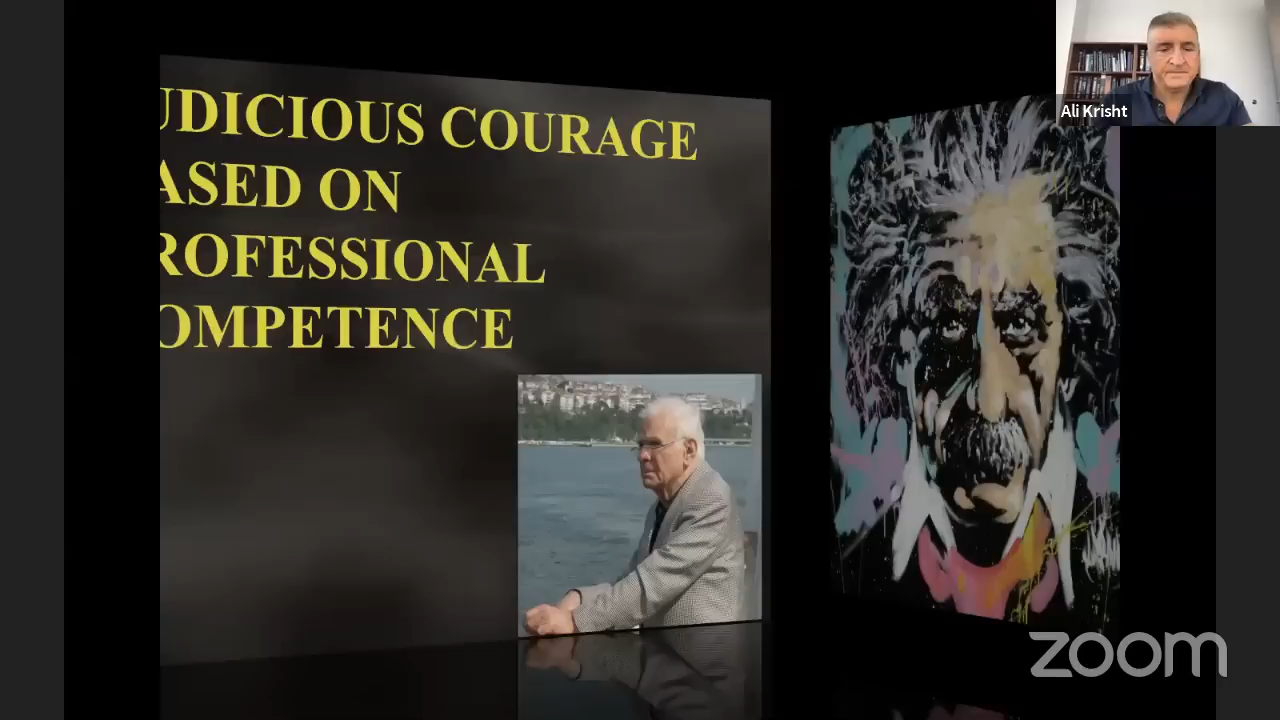 UDICIOUS COURAGE
ASED ON
ROFESSIONAL
OMPETENCE
Ali Krisht
zoom